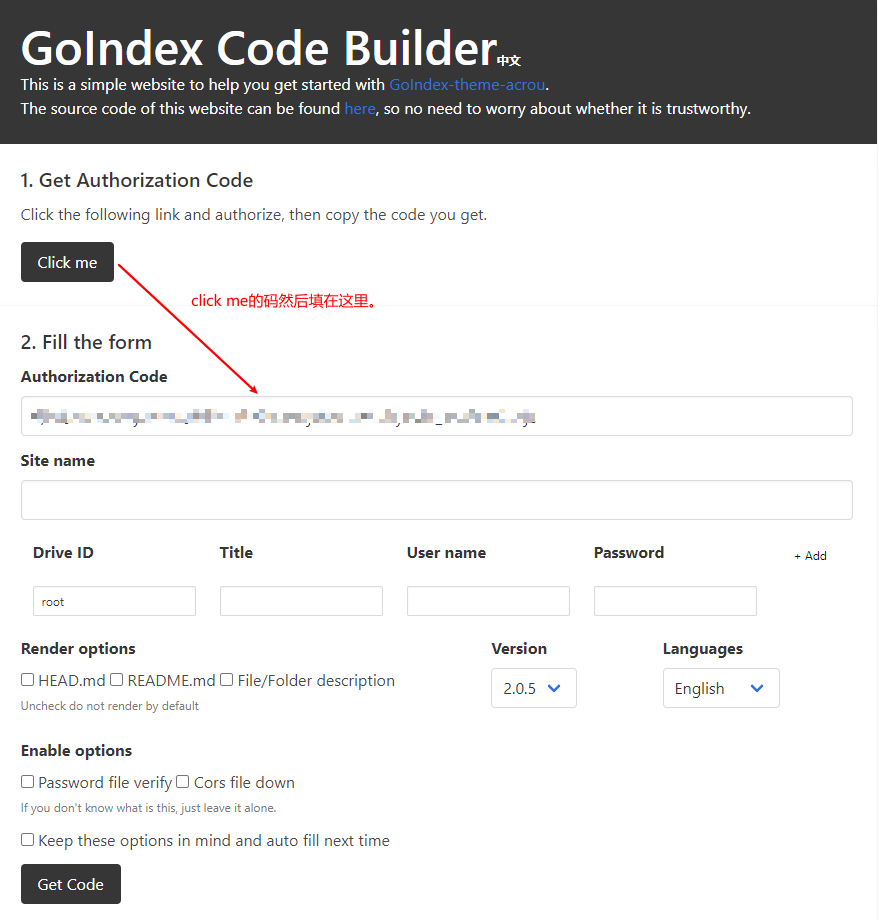 GoIndex Code Builder中文
This is a simple website to help you get started with GoIndex-theme-acrou.
The source code of this website can be found here, so no need to worry about whether it is trustworthy.
1. Get Authorization Code
Click the following link and authorize, then copy the code you get.
Click me
click me的码然后填在这里。
2. Fill the form
Authorization Code
Site name
Drive ID Title User name Password + Add
root
Render options Version Languages
HEAD.md README.md File/Folder description 2.0.5 English
Uncheck do not render by default
Enable options
Password file verify Cors file down
If you don't know what is this, just leave it alone.
Keep these options in mind and auto fill next time
Get Code